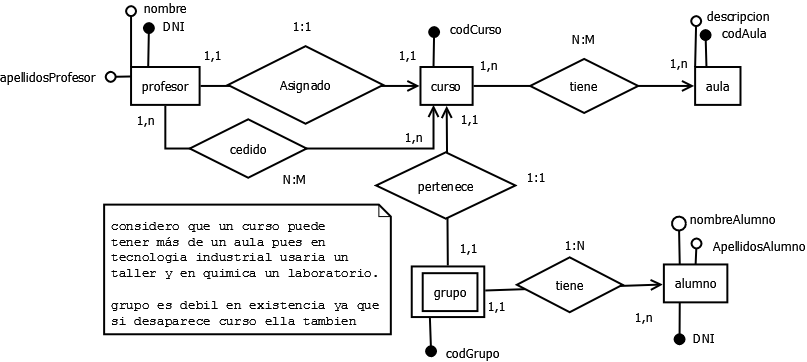 nombre
DNI
apellidosProfesor
profesor
1,1
1:1
Asignado
1,1
codCurso
curso
1,n
N:M
tiene
1,n
descripcion
codAula
aula
1,n
cedido
N:M
1,n
1,1
pertenece
1:1
1,1
considero que un curso puede
tener más de un aula pues en
tecnologia industrial usaria un
taller y en quimica un laboratorio.
grupo es debil en existencia ya que
si desaparece curso ella tambien
grupo
codGrupo
1,1
1:N
tiene
1,n
nombreAlumno
ApellidosAlumno
alumno
DNI